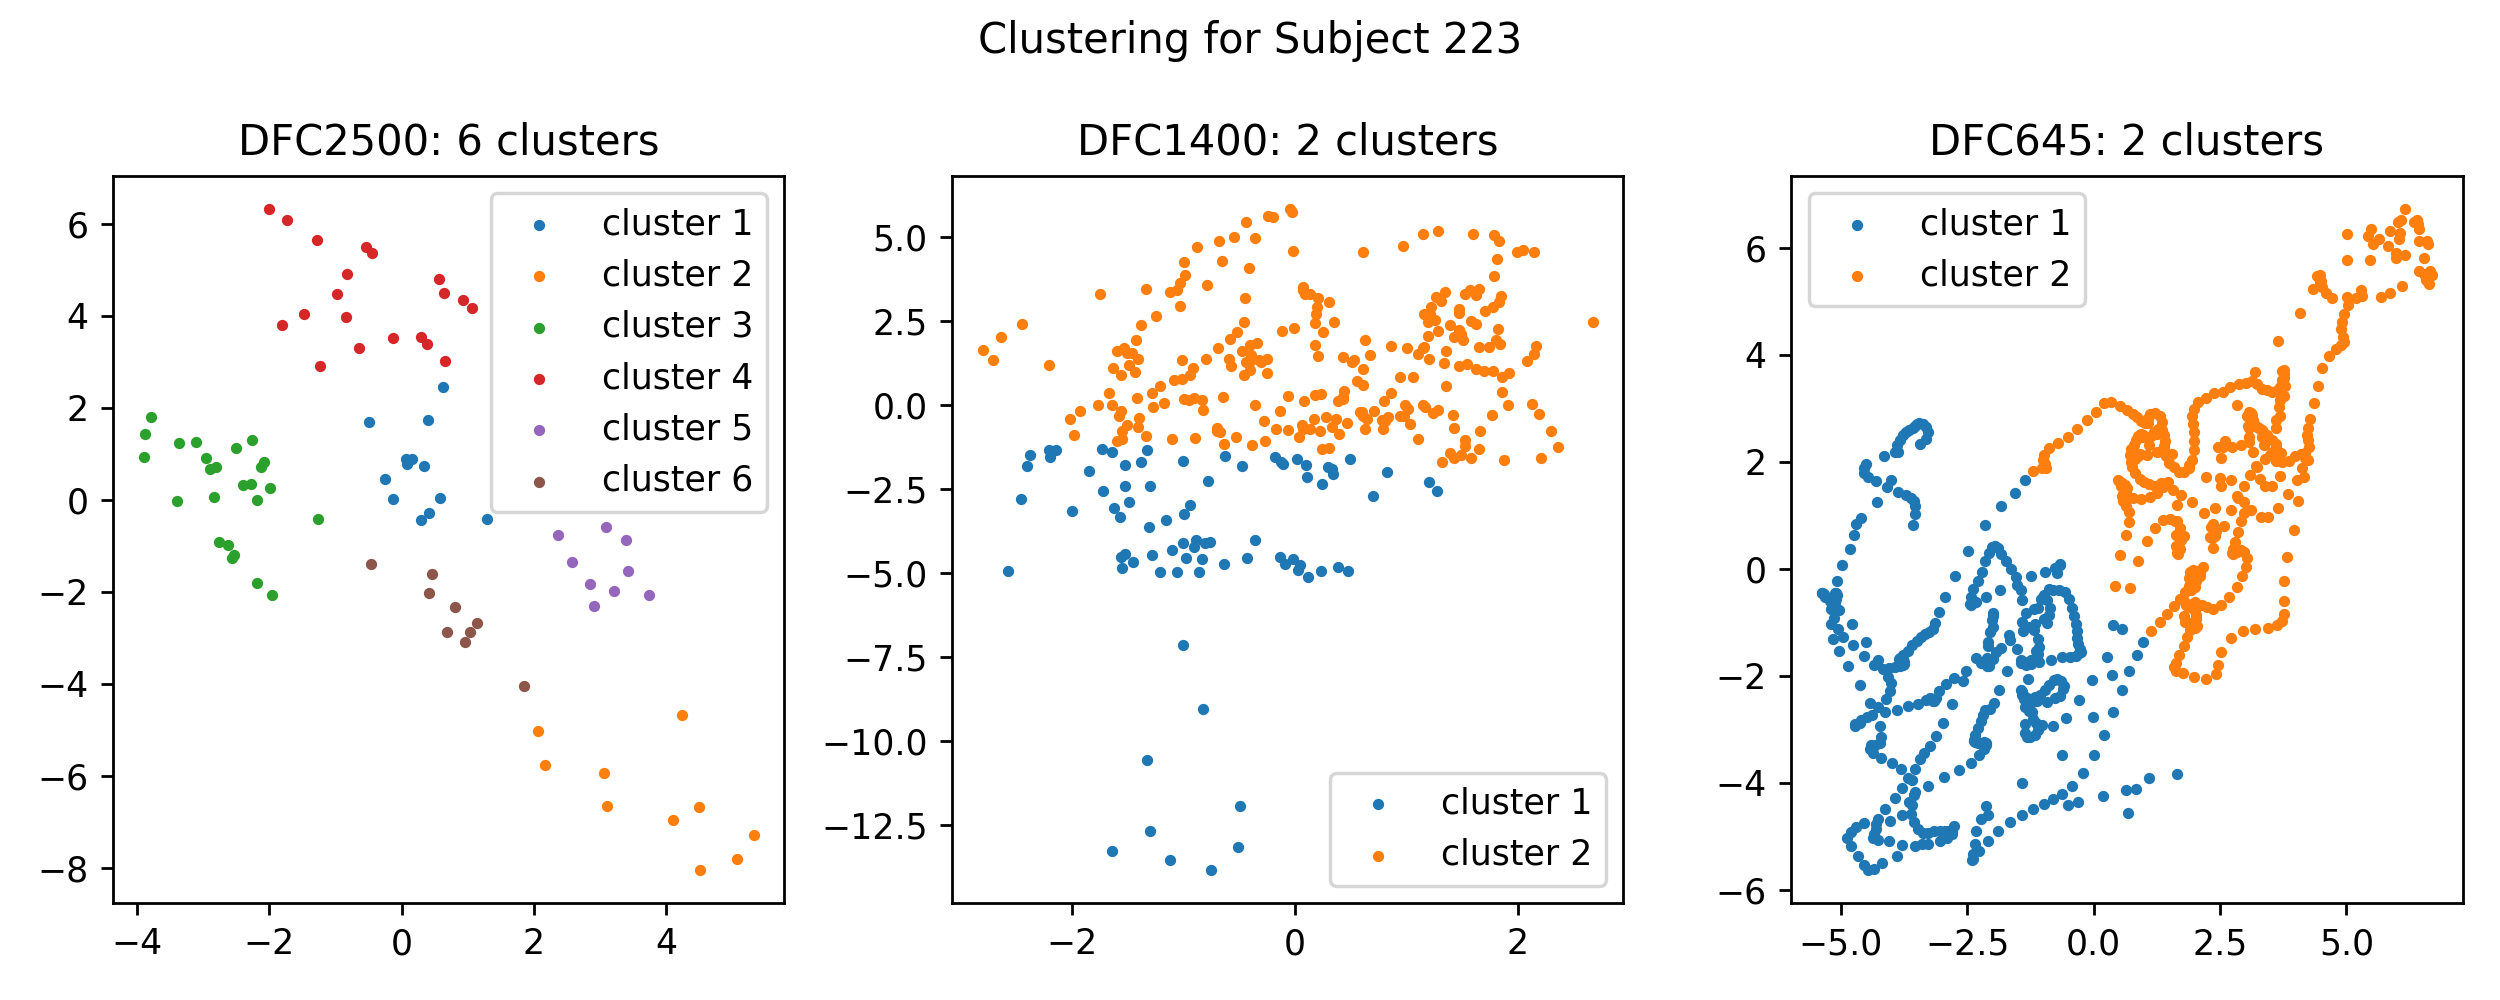 Clustering for Subject 223
DFC2500: 6 clusters
6
4
2
0
−2
−4
−6
−8
−4
−2
0
2
4
cluster 1
cluster 2
cluster 3
cluster 4
cluster 5
cluster 6
DFC1400: 2 clusters
5.0
2.5
0.0
−2.5
−5.0
−7.5
−10.0
−12.5
−2
0
2
cluster 1
cluster 2
DFC645: 2 clusters
6
4
2
0
−2
−4
−6
−5.0
−2.5
0.0
2.5
5.0
cluster 1
cluster 2